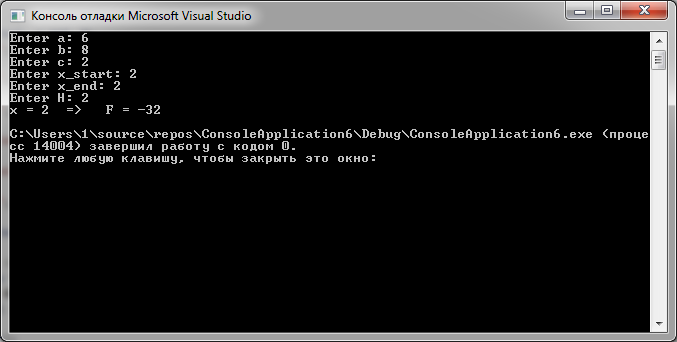 Консоль отладки Microsoft Visual Studio
Enter a: 6
Enter b: 8
Enter c: 2
Enter x_start: 2
Enter x_end: 2
Enter H: 2
x = 2  =>   F = -32
C:\Users\1\source\repos\ConsoleApplication6\Debug\ConsoleApplication6.exe (проце
сс 14004) завершил работу с кодом 0.
Нажмите любую клавишу, чтобы закрыть это окно: